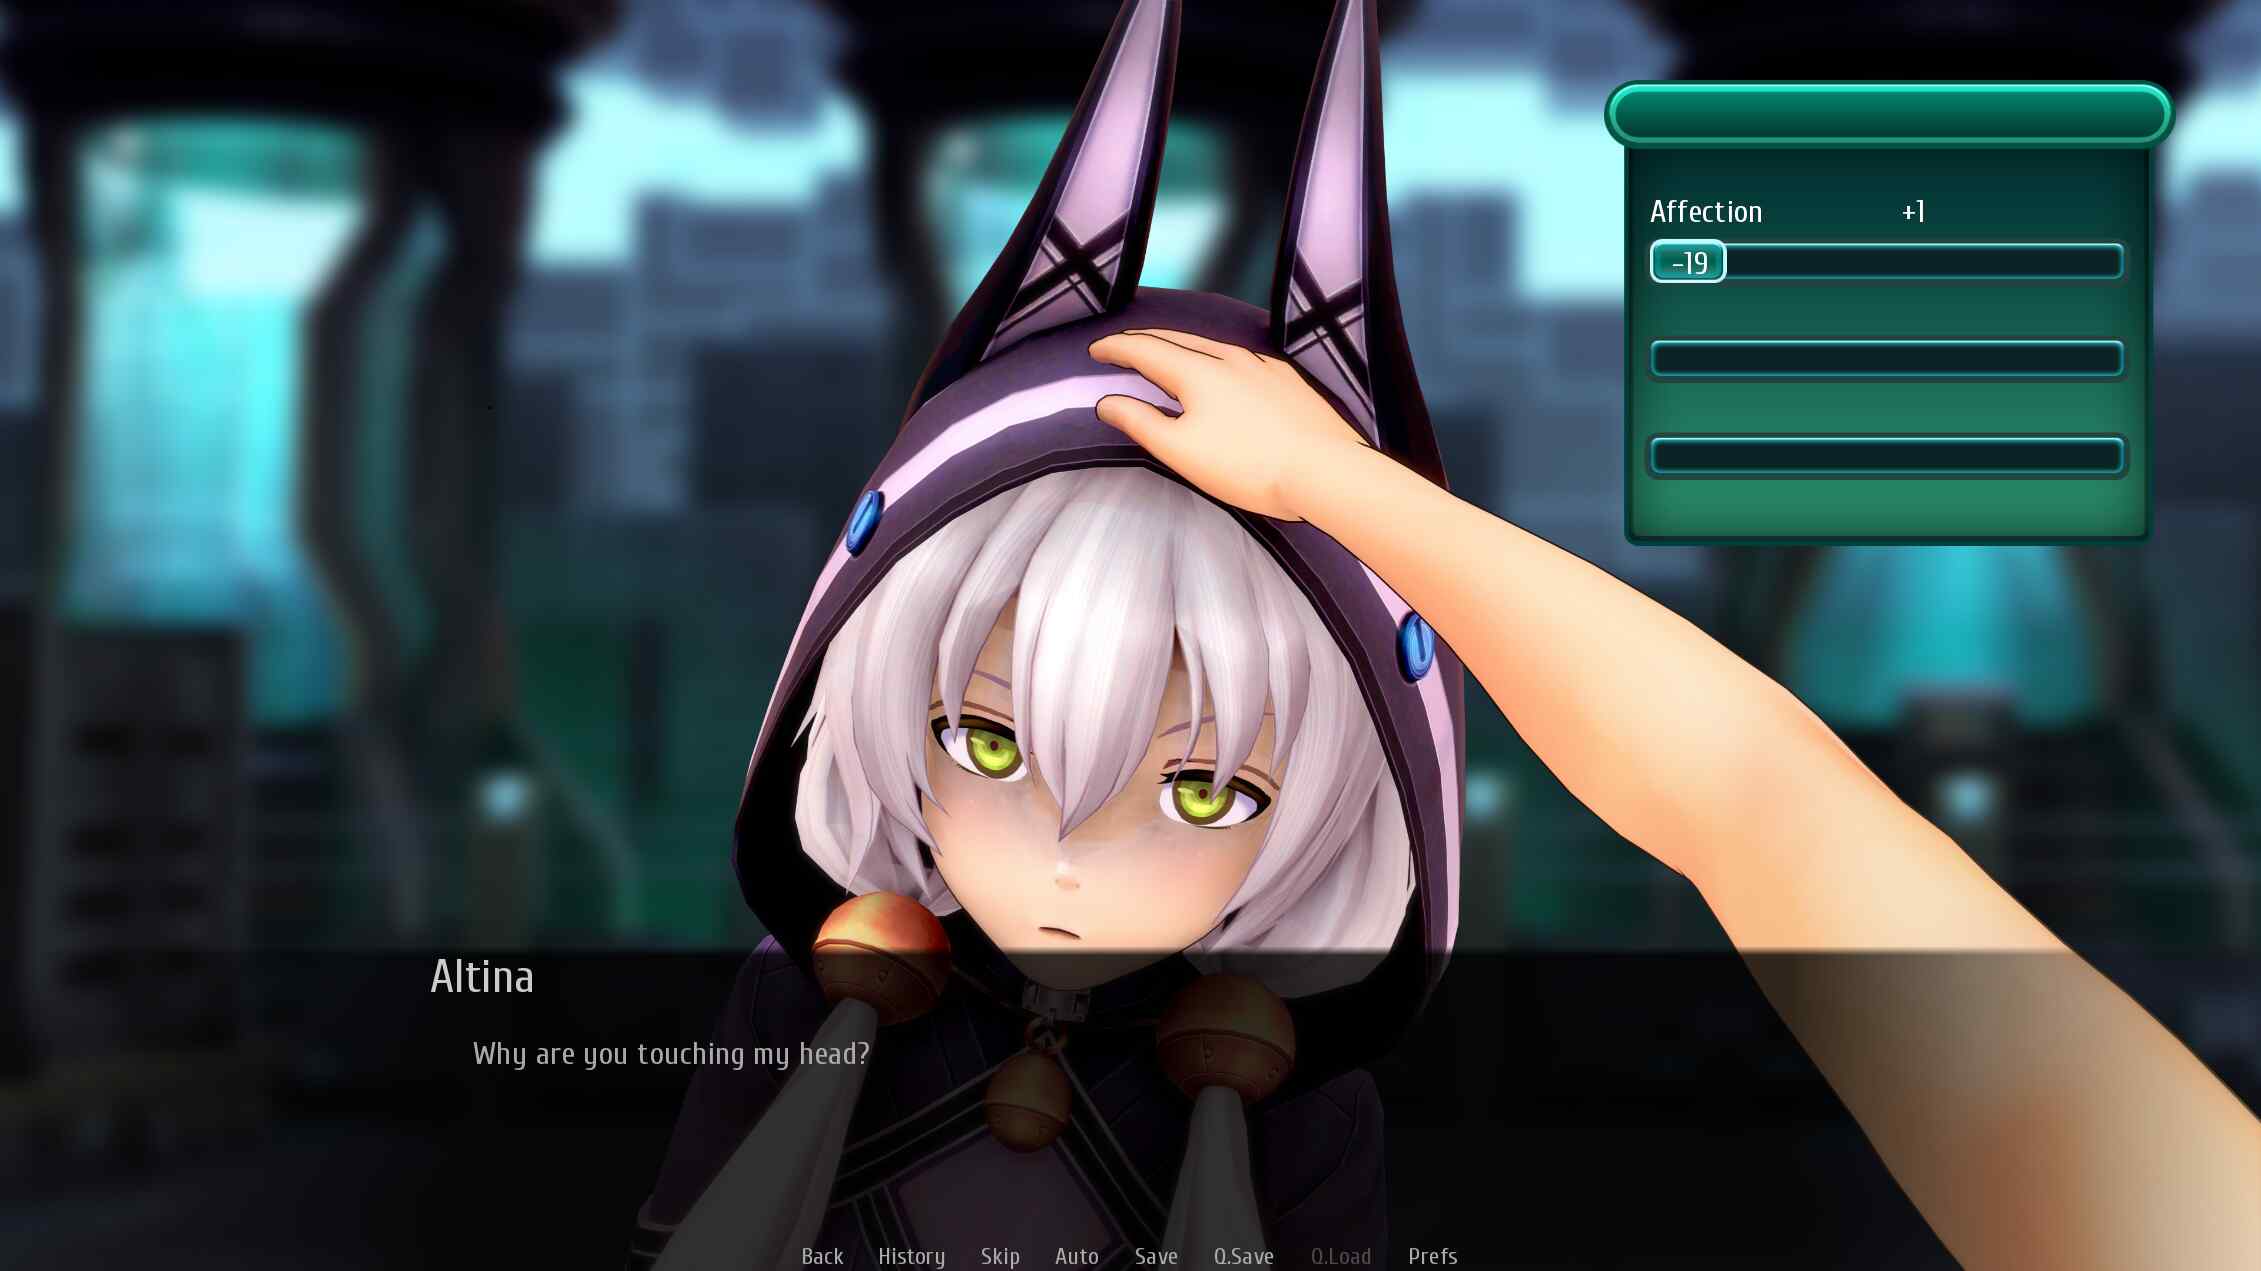 Affection +1
-19
Altina
Why are you touching my head?
Back History Skip Auto Save Q.Save Q.Load Prefs